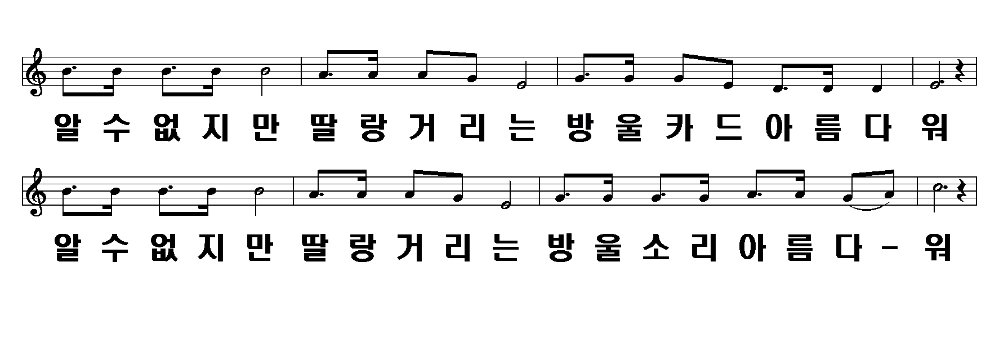 알 수 없 지 만 딸 랑 거 리 는 방 울 카 드 아 름 다 워
알 수 없 지 만 딸 랑 거 리 는 방 울 소 리 아 름 다 - 워